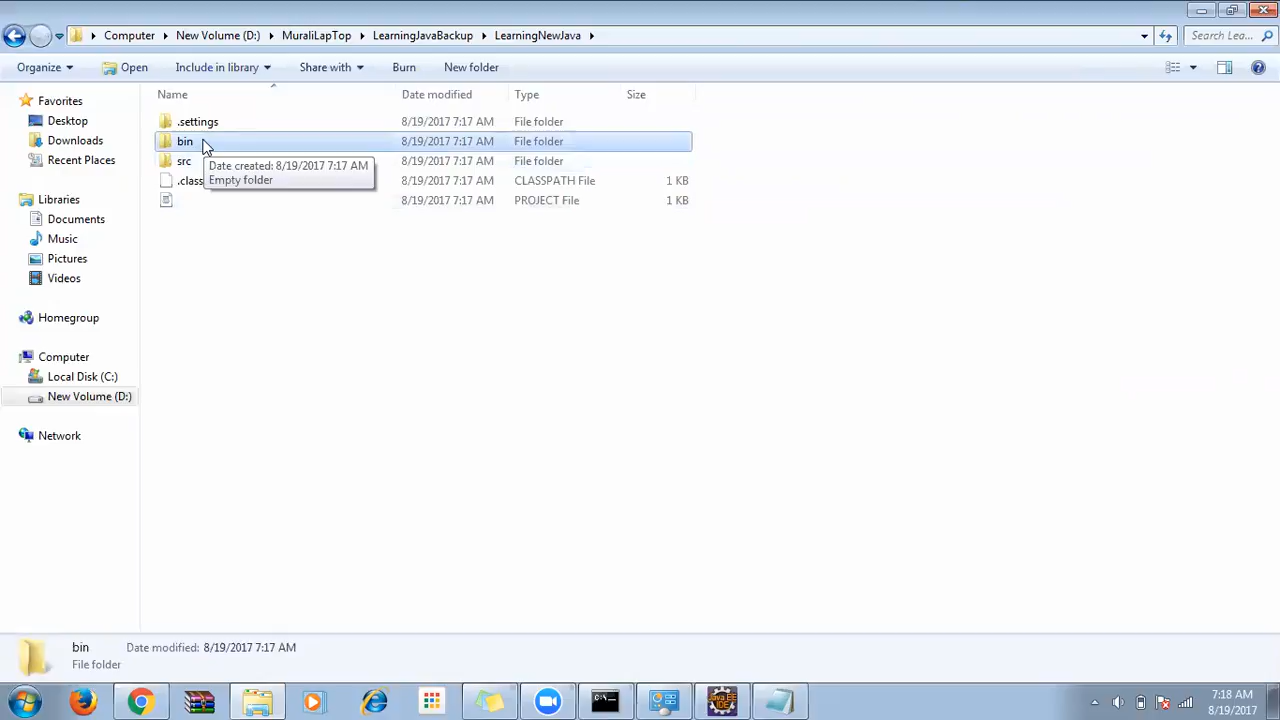 Computer New Volume (D:) MuraliLapTop LearningJavaBackup LearningNewJava Search Lea...
Organize Open Include in library Share with Burn New folder
Name Date modified Type Size
Favorites
Desktop
Downloads
Recent Places
Libraries
Documents
Music
Pictures
Videos
Homegroup
Computer
Local Disk (C:)
New Volume (D:)
Network
.settings 8/19/2017 7:17 AM File folder
bin 8/19/2017 7:17 AM File folder
src 8/19/2017 7:17 AM File folder
.class 8/19/2017 7:17 AM CLASSPATH File 1 KB
8/19/2017 7:17 AM PROJECT File 1 KB
Date created: 8/19/2017 7:17 AM
Empty folder
bin Date modified: 8/19/2017 7:17 AM
File folder
C:\_
Java EE
IDE
7:18 AM
8/19/2017